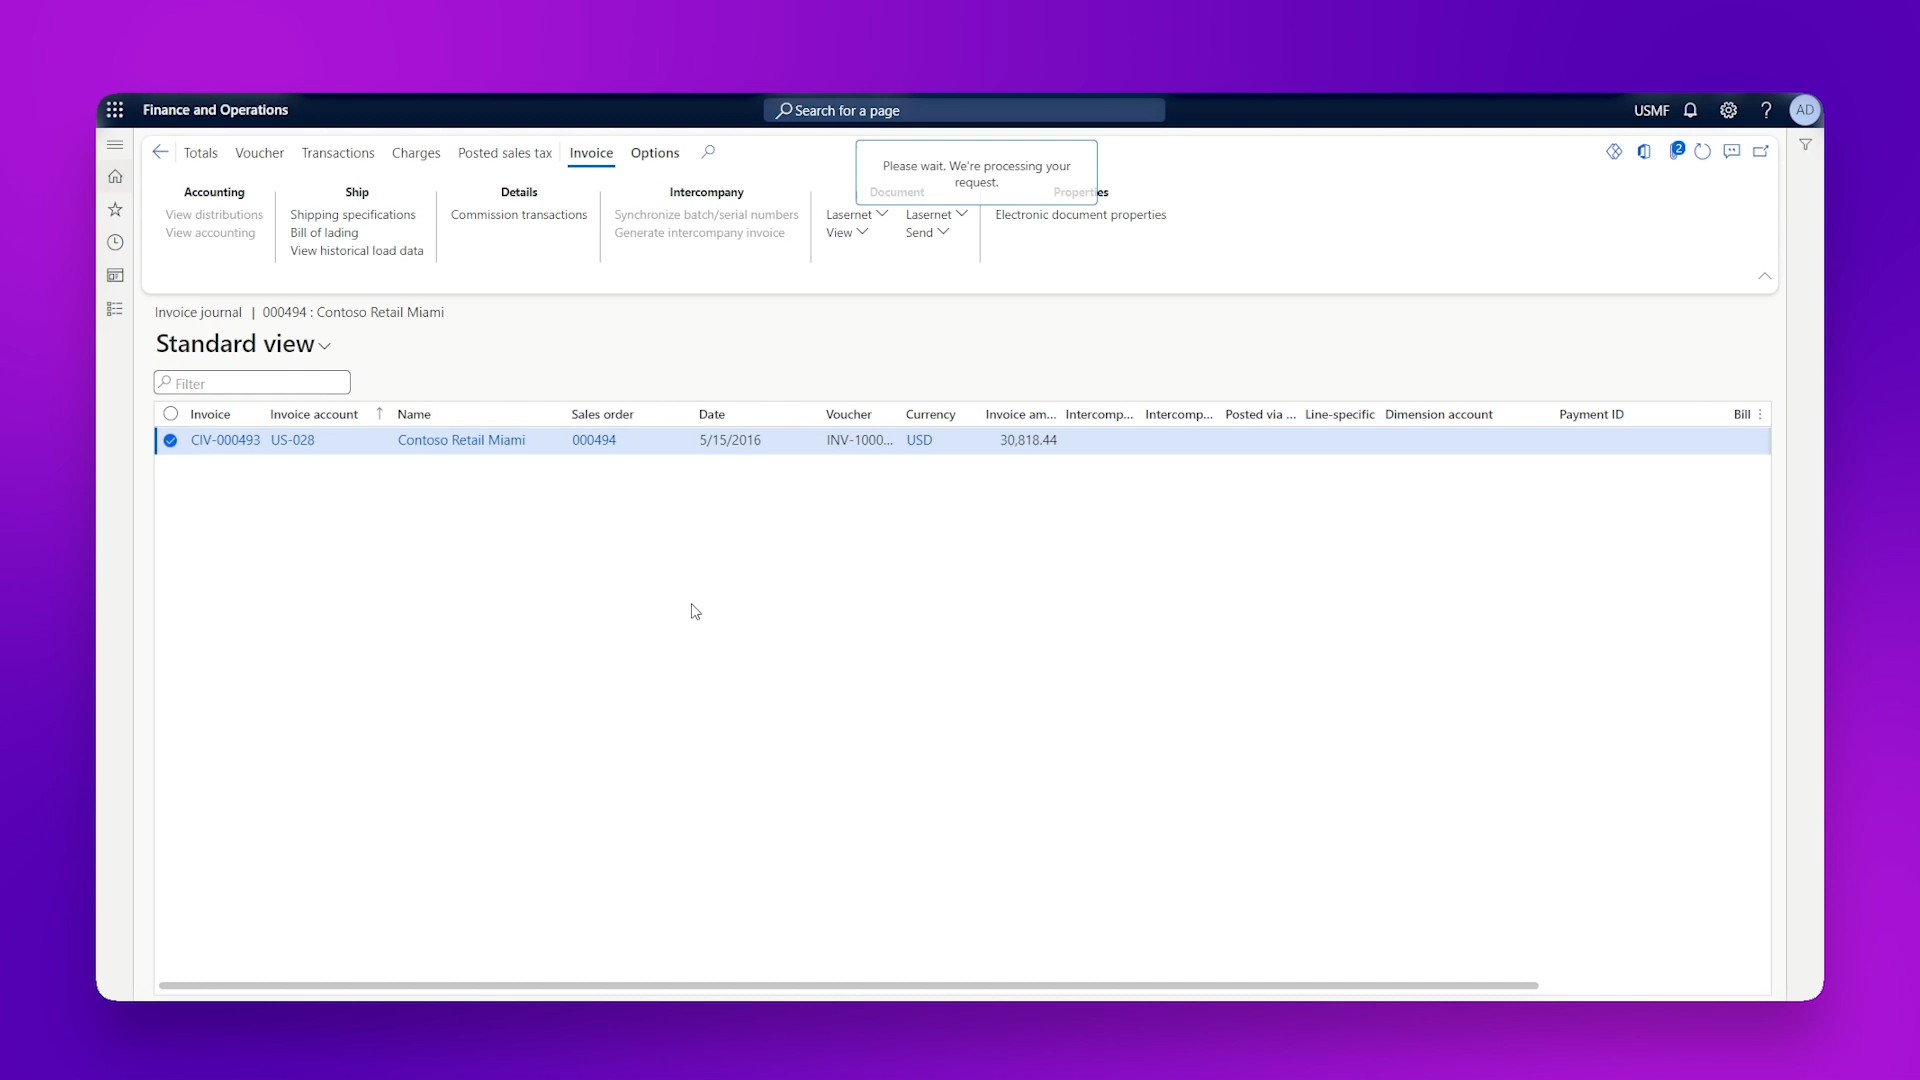 Finance and Operations
Search for a page
USMF
AD
Totals
Voucher
Transactions
Charges
Posted sales tax
Invoice
Options
Please wait. We're processing your
request.
2
Accounting
Ship
Details
Intercompany
Document
Properties
View distributions
Shipping specifications
Commission transactions
Synchronize batch/serial numbers
Lasernet
Lasernet
Electronic document properties
View accounting
Bill of lading
Generate intercompany invoice
View
Send
View historical load data
Invoice journal | 000494 : Contoso Retail Miami
Standard view
Filter
Invoice
Invoice account
Name
Sales order
Date
Voucher
Currency
Invoice am...
Intercomp...
Intercomp...
Posted via ...
Line-specific
Dimension account
Payment ID
Bill
CIV-000493
US-028
Contoso Retail Miami
000494
5/15/2016
INV-1000...
USD
30,818.44